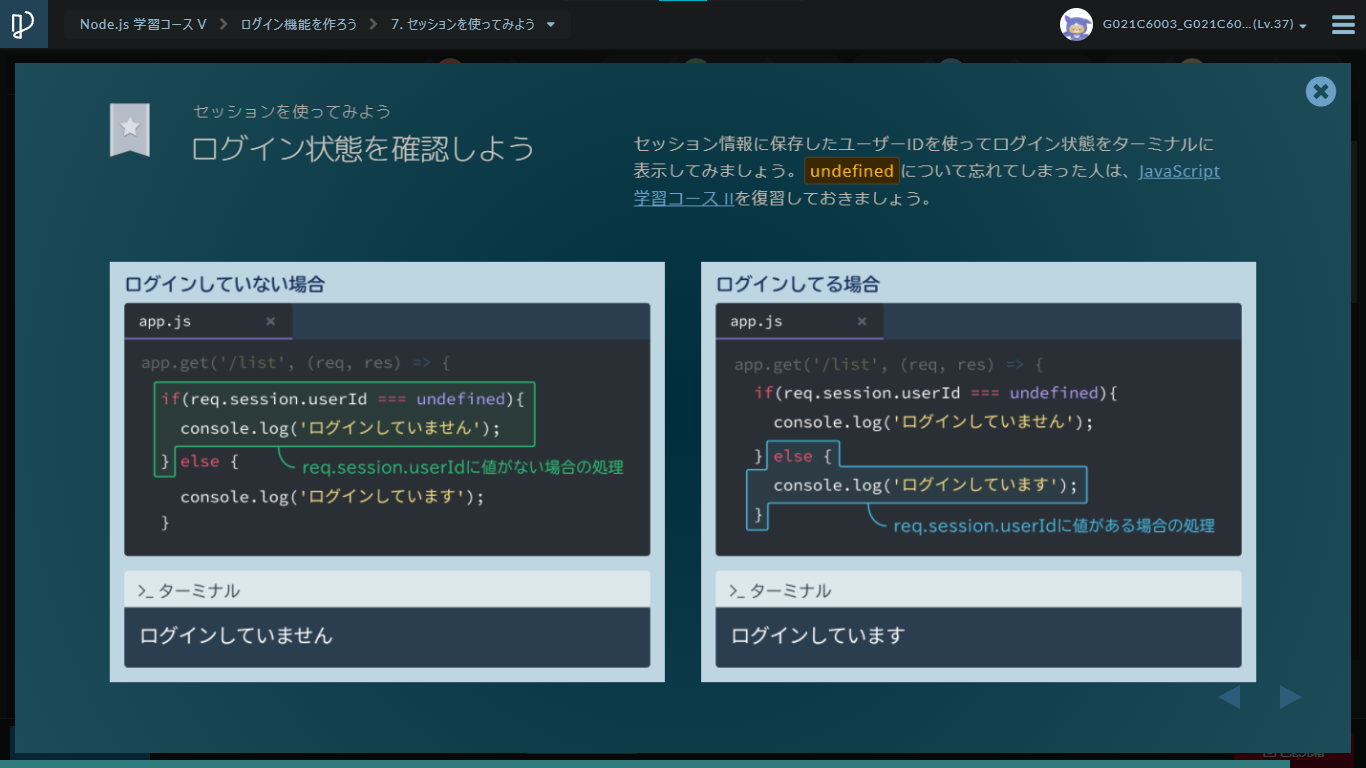 Node.js 学習コース V
ログイン機能を作ろう
7. セッションを使ってみよう
G021C6003_G021C60...(Lv.37)
セッションを使ってみよう
ログイン状態を確認しよう
セッション情報に保存したユーザーIDを使ってログイン状態をターミナルに
表示してみましょう。undefinedについて忘れてしまった人は、JavaScript
学習コース IIを復習しておきましょう。
ログインしていない場合
app.js ×
app.get('/list', (req, res) => {
if(req.session.userId === undefined){
console.log('ログインしていません');
} else {
req.session.userIdに値がない場合の処理
console.log('ログインしています');
}
>_ ターミナル
ログインしていません
ログインしてる場合
app.js ×
app.get('/list', (req, res) => {
if(req.session.userId === undefined){
console.log('ログインしていません');
} else {
console.log('ログインしています');
}
req.session.userIdに値がある場合の処理
>_ ターミナル
ログインしています